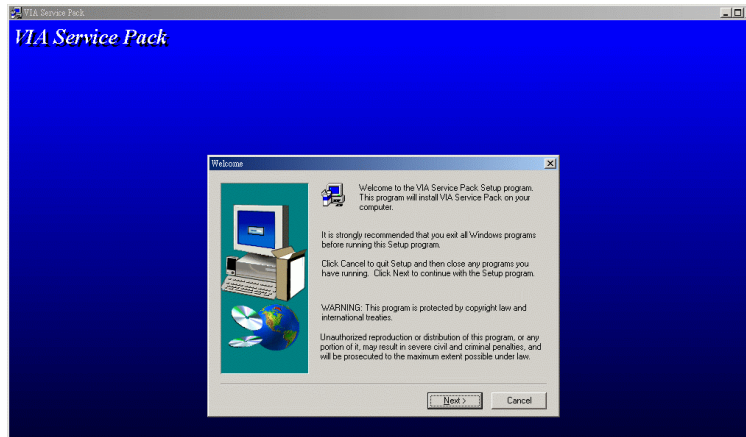 VIA Service Pack
VIA Service Pack
Welcome
Welcome to the VIA Service Pack Setup program.
This program will install VIA Service Pack on your
computer.
It is strongly recommended that you exit all Windows programs
before running this Setup program.
Click Cancel to quit Setup and then close any programs you
have running. Click Next to continue with the Setup program.
WARNING: This program is protected by copyright law and
international treaties.
Unauthorized reproduction or distribution of this program, or any
portion of it, may result in severe civil and criminal penalties, and
will be prosecuted to the maximum extent possible under law.
Next >
Cancel